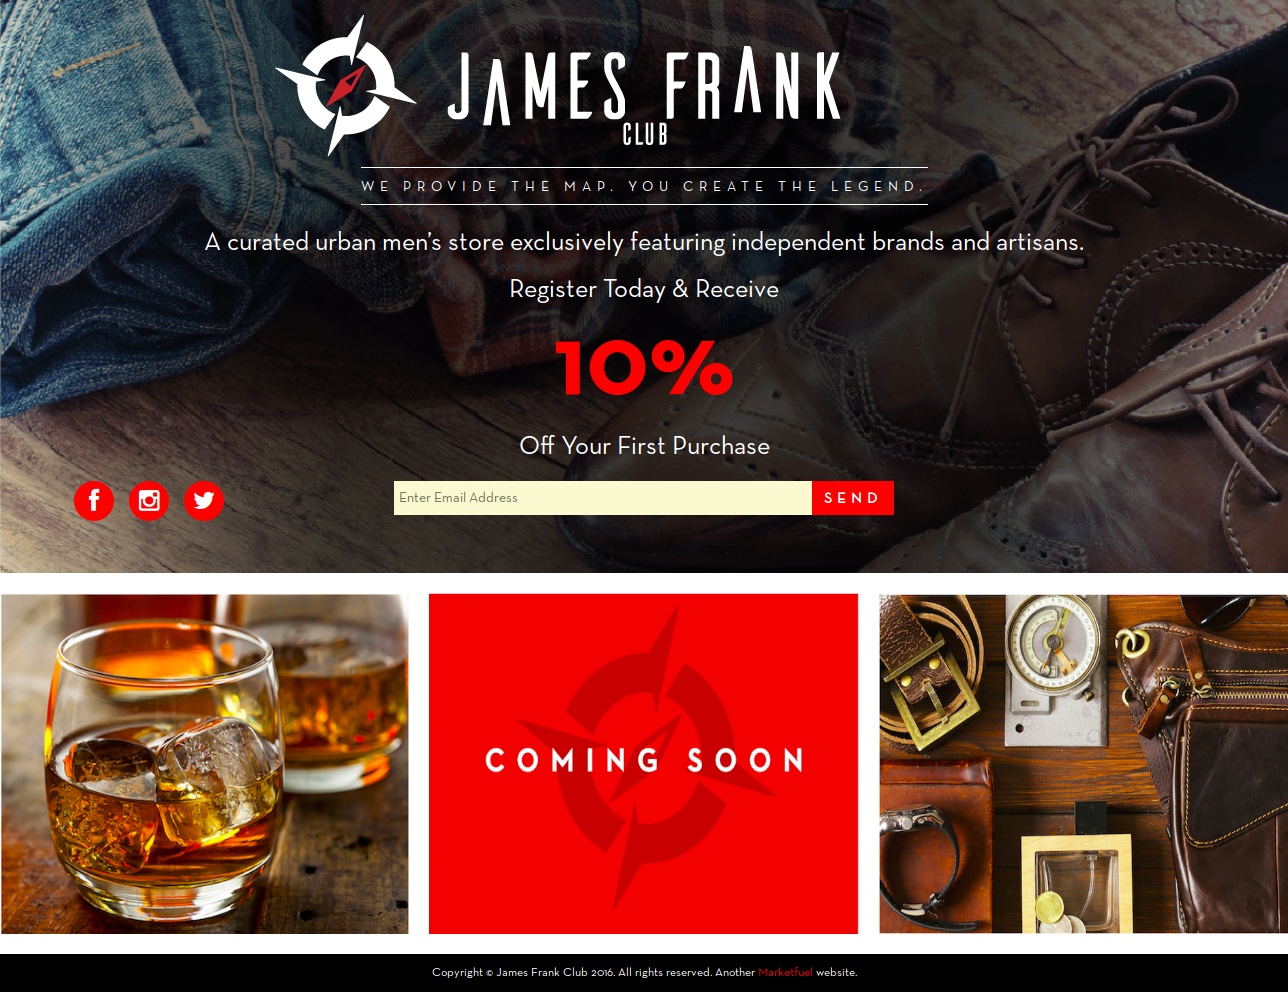 JAMES FRANK
CLUB
WE PROVIDE THE MAP. YOU CREATE THE LEGEND.
A curated urban men’s store exclusively featuring independent brands and artisans.
Register Today & Receive
10%
Off Your First Purchase
Enter Email Address
SEND
COMING SOON
Copyright © James Frank Club 2016. All rights reserved. Another Marketfuel website.